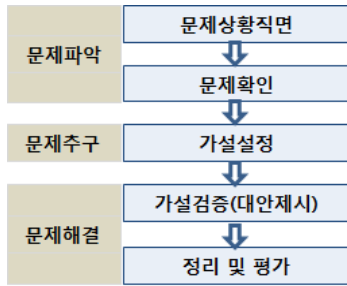 문제파악
문제상황직면
문제확인
문제추구
가설설정
문제해결
가설검증(대안제시)
정리 및 평가